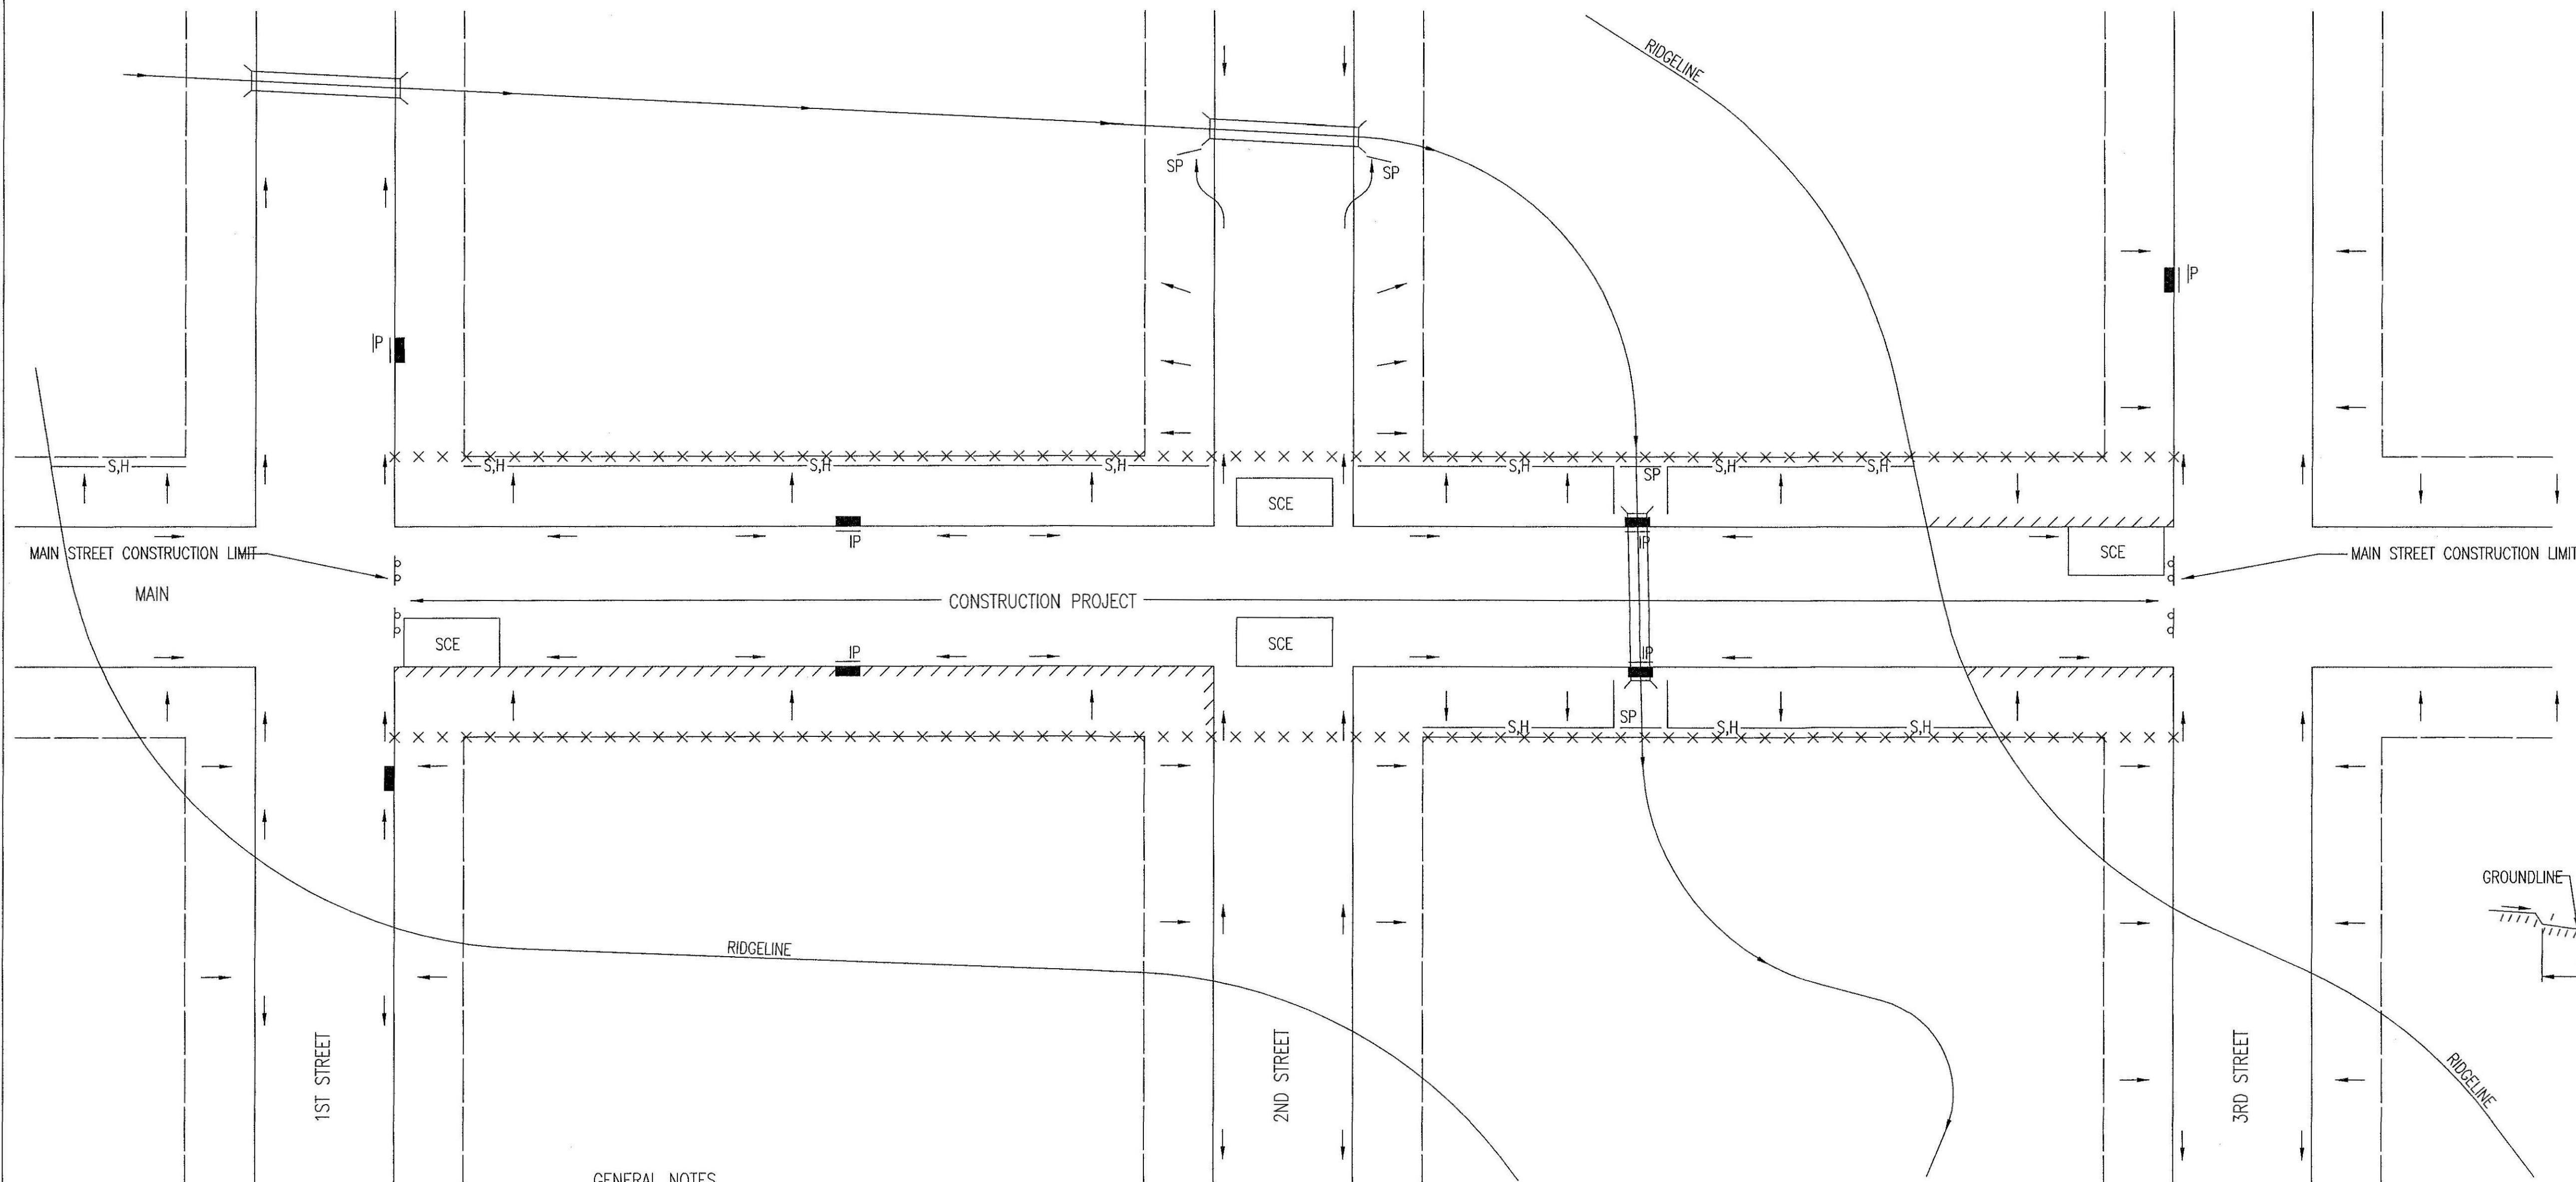 RIDGELINE
SP
SP
IP
IP
S,H
S,H
S,H
S,H
S,H
S,H
S,H
SP
SCE
IP
IP
MAIN STREET CONSTRUCTION LIMIT
SCE
MAIN STREET CONSTRUCTION LIMIT
MAIN
CONSTRUCTION PROJECT
SCE
SCE
IP
IP
SP
S,H
S,H
S,H
GROUNDLINE
RIDGELINE
1ST STREET
2ND STREET
3RD STREET
RIDGELINE
GENERAL NOTES